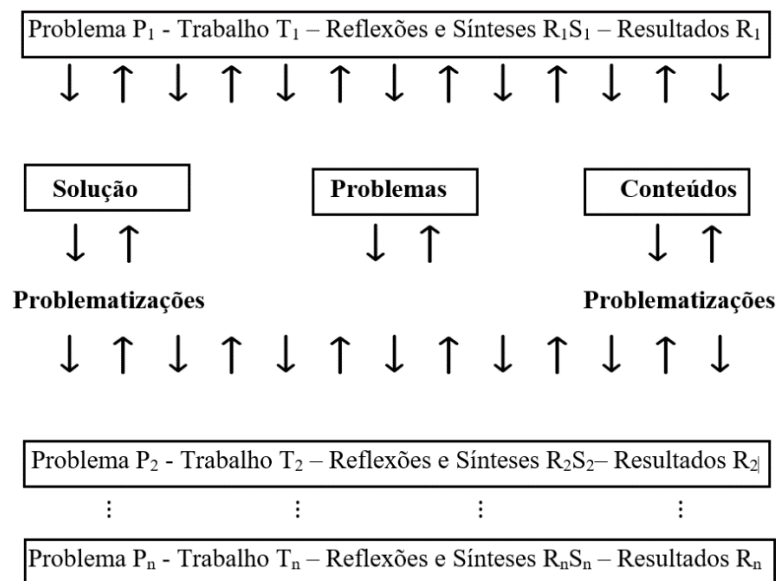 Problema P₁ - Trabalho T₁ – Reflexões e Sínteses R₁S₁ – Resultados R₁
Solução Problemas Conteúdos
Problematizações Problematizações
Problema P₂ - Trabalho T₂ – Reflexões e Sínteses R₂S₂– Resultados R₂
Problema Pₙ - Trabalho Tₙ – Reflexões e Sínteses RₙSₙ – Resultados Rₙ